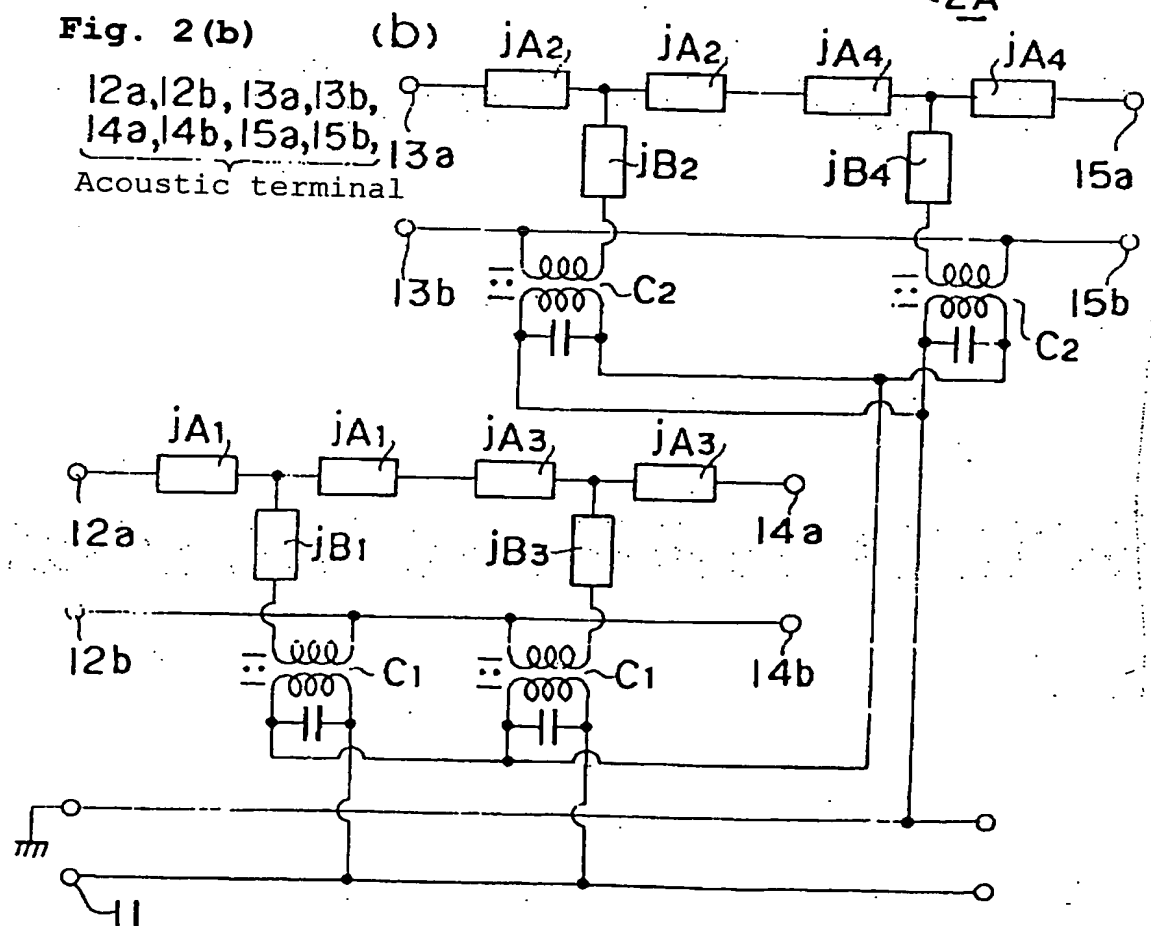 2A
Fig. 2(b) (b)
jA2 jA2 jA4 jA4
12a,12b,13a,13b,
14a,14b,15a,15b,
Acoustic terminal
13a
jB2
jB4
15a
13b
C2
15b
C2
jA1 jA1 jA3 jA3
12a
jB1
jB3
14a
12b
C1
C1
14b
11